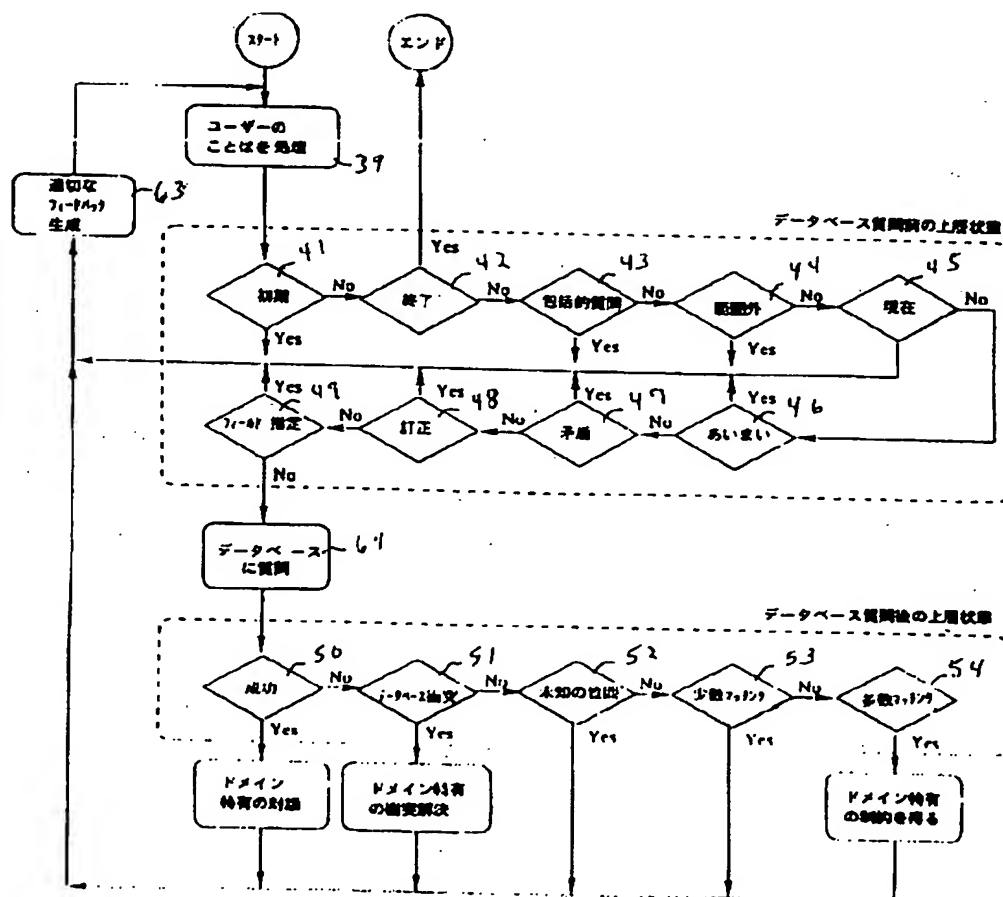 スタート
エンド
ユーザーの
ことばを処理
39
適切な
フィードバック
生成
63
データベース質問前の上層状態
41
Yes
42
43
44
45
初期
No
終了
No
包括的質問
No
範囲外
No
現在
No
Yes
Yes
Yes
Yes
49
Yes
48
Yes
47
Yes
46
フィールド指定
No
訂正
No
矛盾
No
あいまい
No
データベース
に質問
61
データベース質問後の上層状態
50
51
52
53
54
成功
No
データベース衝突
No
No
少数マッチング
No
多数マッチング
Yes
Yes
Yes
Yes
Yes
ドメイン
特有の対話
ドメイン特有
の衝突解決
ドメイン特有
の制約を得る